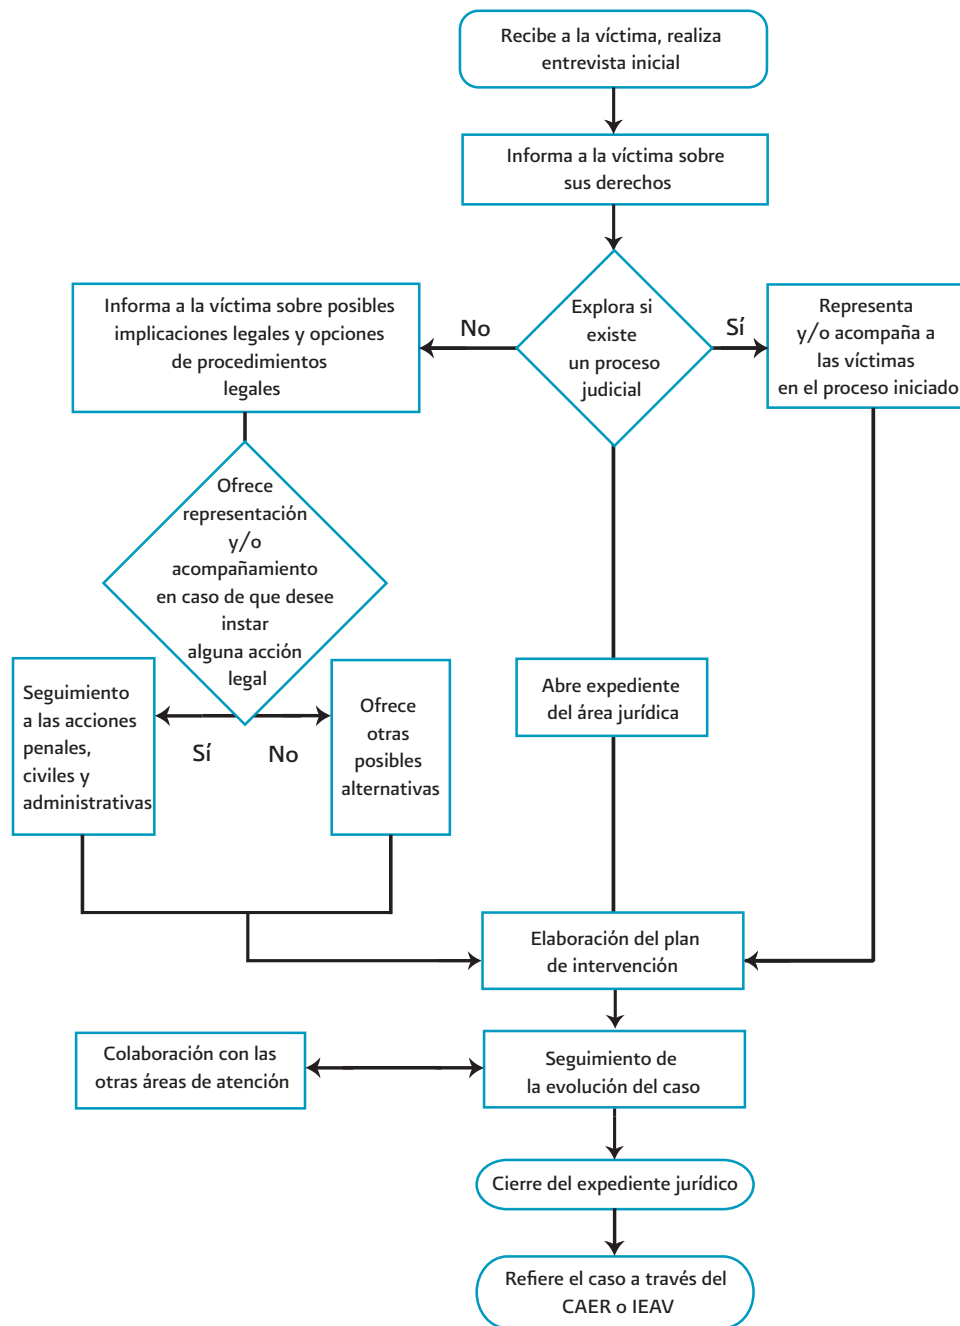 Recibe a la víctima, realiza
entrevista inicial
Informa a la víctima sobre
sus derechos
Explora si
existe
un proceso
judicial
No
Sí
Informa a la víctima sobre posibles
implicaciones legales y opciones
de procedimientos
legales
Representa
y/o acompaña a
las víctimas
en el proceso iniciado
Ofrece
representación
y/o
acompañamiento
en caso de que desee
instar
alguna acción
legal
Sí
No
Seguimiento
a las acciones
penales,
civiles y
administrativas
Ofrece
otras
posibles
alternativas
Abre expediente
del área jurídica
Elaboración del plan
de intervención
Colaboración con las
otras áreas de atención
Seguimiento de
la evolución del caso
Cierre del expediente jurídico
Refiere el caso a través del
CAER o IEAV